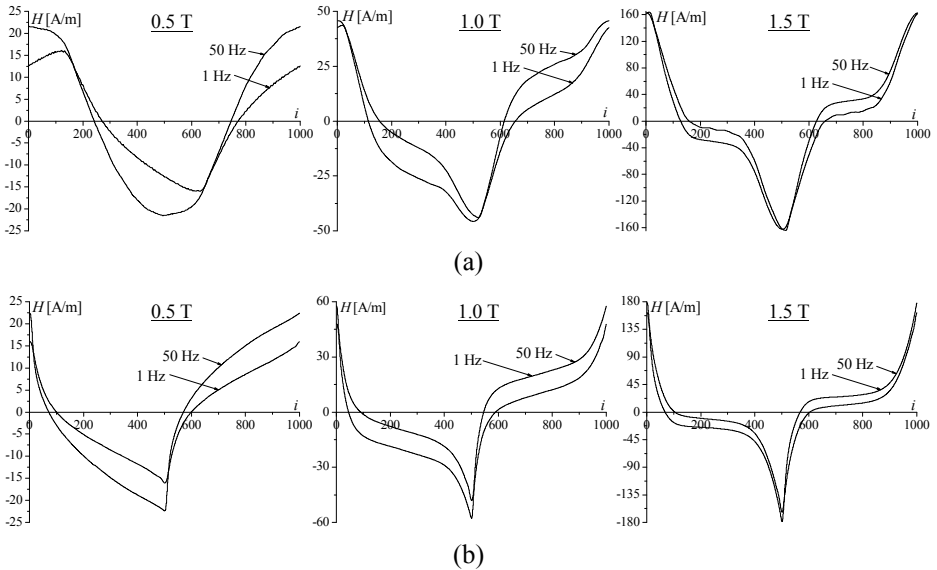 H [A/m]
0.5 T
25
20
15
10
5
0
-5
-10
-15
-20
-25
0
200
400
600
800
1000
50 Hz
1 Hz
i
H [A/m]
1.0 T
50
25
0
-25
-50
0
200
400
600
800
1000
50 Hz
1 Hz
i
H [A/m]
1.5 T
160
120
80
40
0
-40
-80
-120
-160
0
200
400
600
800
1000
50 Hz
1 Hz
i
(a)
H [A/m]
0.5 T
25
20
15
10
5
0
-5
-10
-15
-20
-25
0
200
400
600
800
1000
50 Hz
1 Hz
i
H [A/m]
1.0 T
60
30
0
-30
-60
0
200
400
600
800
1000
1 Hz
50 Hz
i
H [A/m]
1.5 T
180
135
90
45
0
-45
-90
-135
-180
0
200
400
600
800
1000
1 Hz
50 Hz
i
(b)